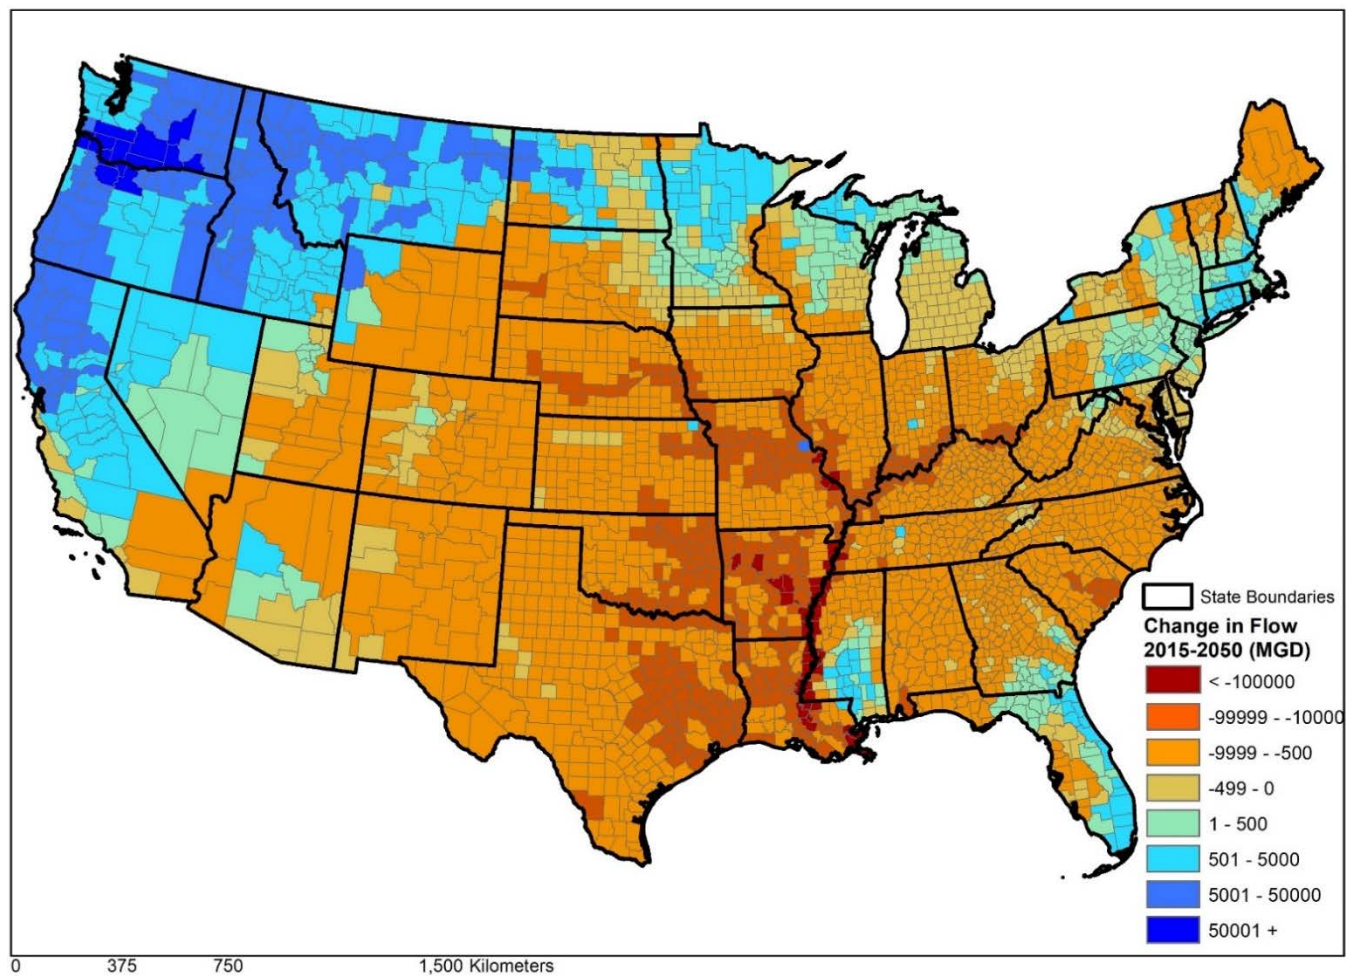 State Boundaries
Change in Flow
2015-2050 (MGD)
< -100000
-99999 - -10000
-9999 - -500
-499 - 0
1 - 500
501 - 5000
5001 - 50000
50001 +
0 375 750 1,500 Kilometers